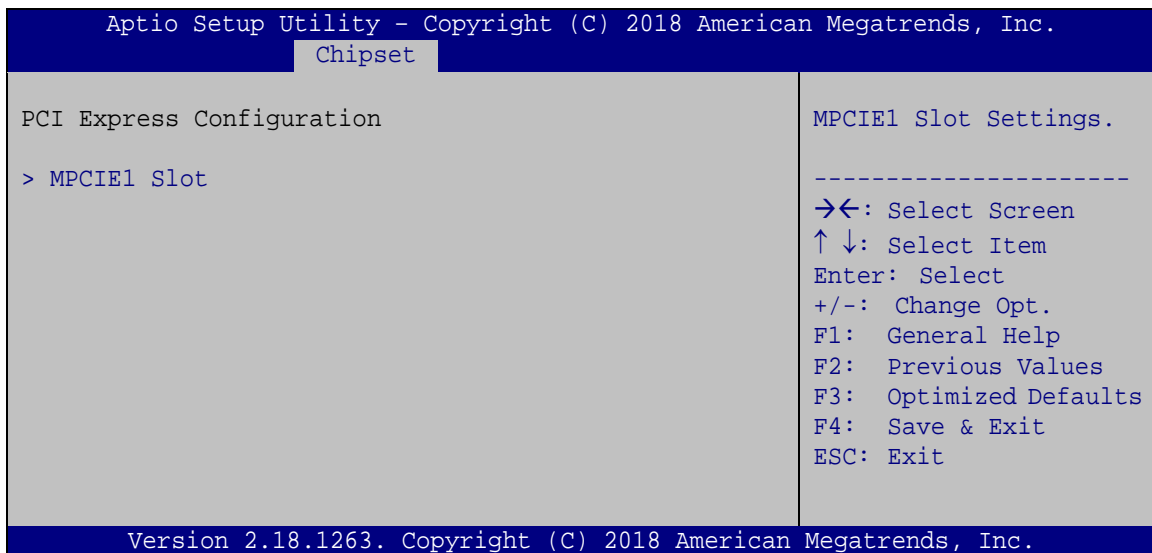 Aptio Setup Utility – Copyright (C) 2018 American Megatrends, Inc.
Chipset
PCI Express Configuration
> MPCIE1 Slot
MPCIE1 Slot Settings.
----------------------
→←: Select Screen
↑ ↓: Select Item
Enter: Select
+/-: Change Opt.
F1: General Help
F2: Previous Values
F3: Optimized Defaults
F4: Save & Exit
ESC: Exit
Version 2.18.1263. Copyright (C) 2018 American Megatrends, Inc.